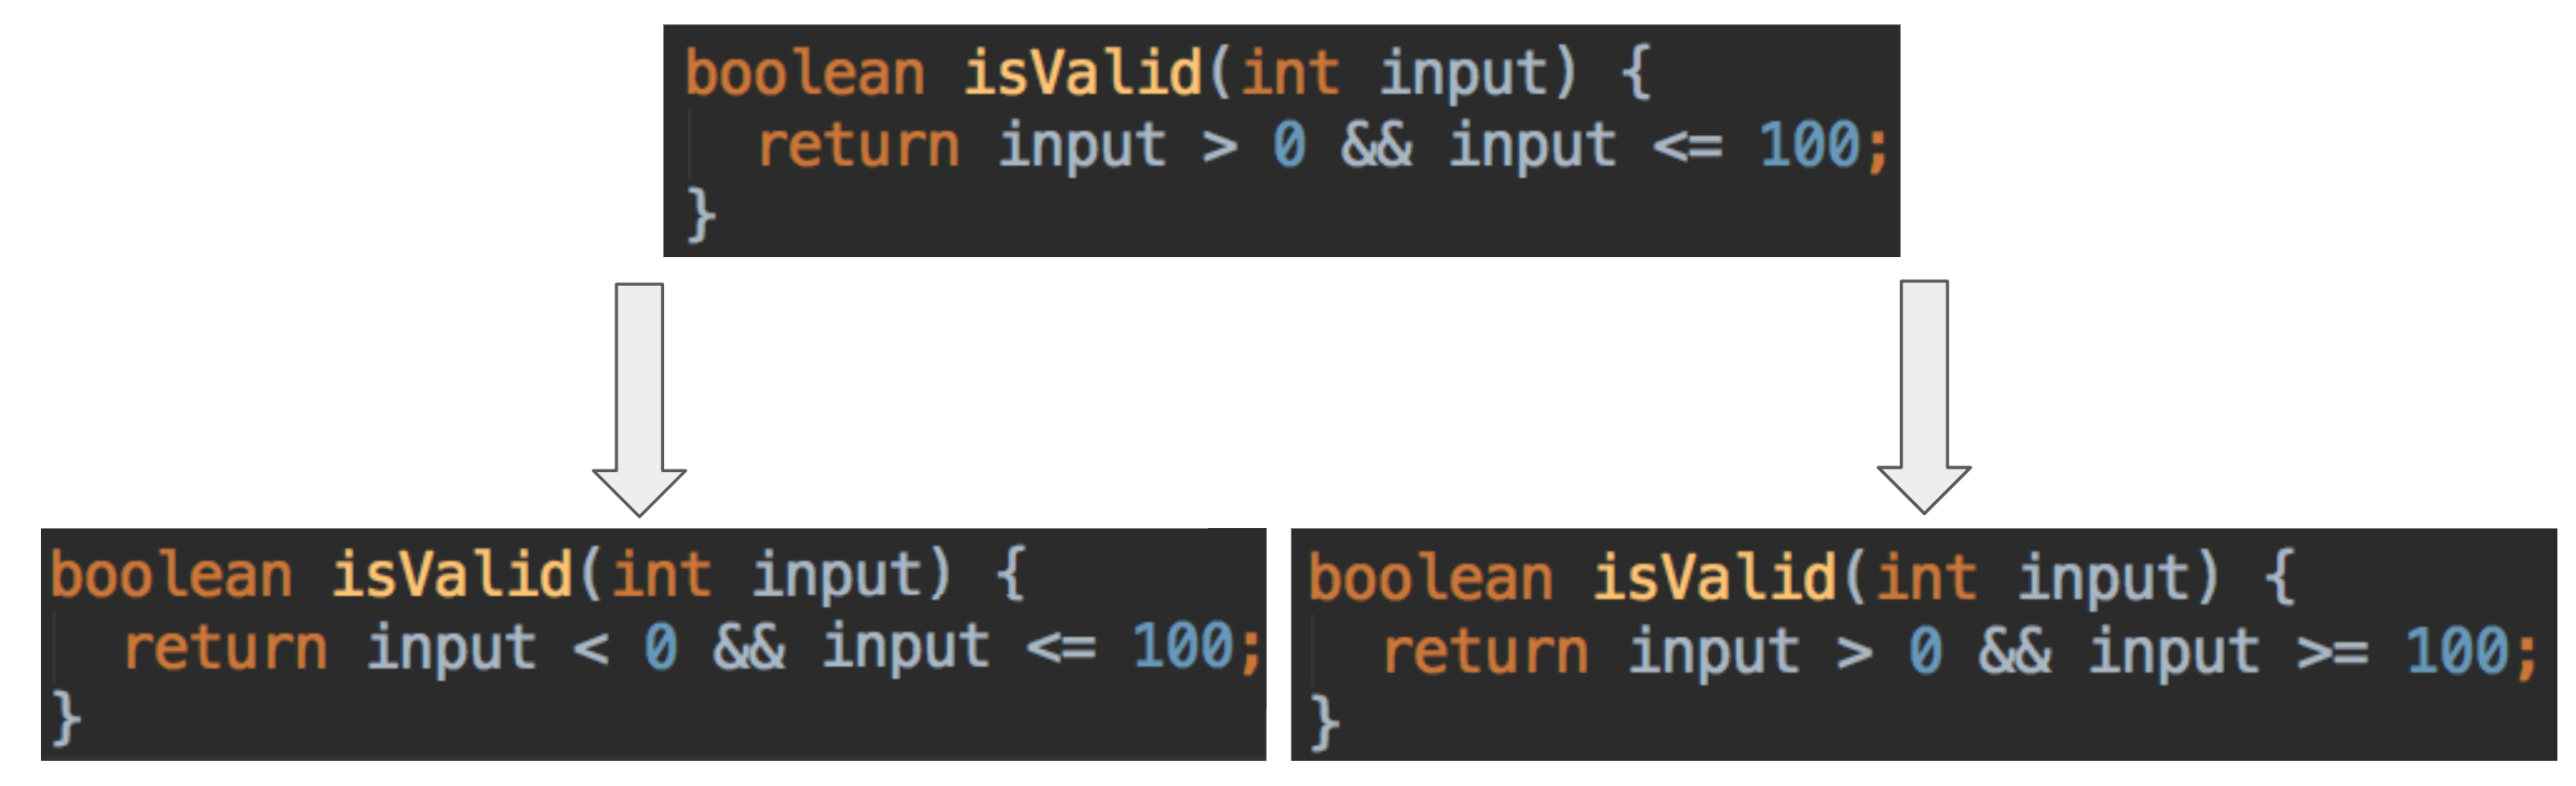 boolean isValid(int input) {
return input > 0 && input <= 100;
}
boolean isValid(int input) {
return input < 0 && input <= 100;
}
boolean isValid(int input) {
return input > 0 && input >= 100;
}